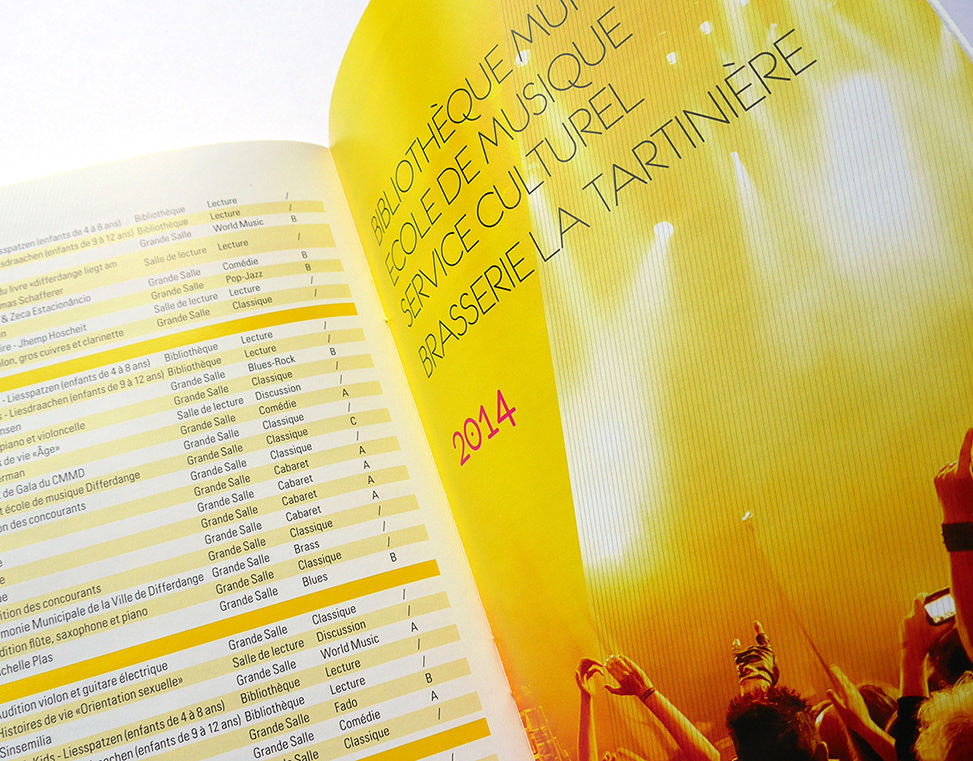 sspatzen (enfants de 4 à 8 ans) Bibliothèque Lecture /
sdraachen (enfants de 9 à 12 ans) Bibliothèque Lecture /
Grande Salle World Music B
du livre «differdange liegt am Salle de lecture Lecture /
mas Schafferer
& Zeca Estacionâncio Grande Salle Comédie B
Grande Salle Pop-Jazz B
ire - Jhemp Hoscheit Salle de lecture Lecture /
olon, gros cuivres et clarinette Grande Salle Classique /
- Liesspatzen (enfants de 4 à 8 ans) Bibliothèque Lecture /
s - Liesdraachen (enfants de 9 à 12 ans) Bibliothèque Lecture /
nsen Grande Salle Blues-Rock B
piano et violoncelle Grande Salle Classique /
s de vie «Âge» Salle de lecture Discussion /
erman Grande Salle Comédie A
t de Gala du CMMD Grande Salle Classique /
t école de musique Differdange Grande Salle Classique C
on des concourants Grande Salle Classique
Grande Salle Cabaret A
Grande Salle Cabaret A
Grande Salle Cabaret A
dition des concourants Grande Salle Classique /
rmonie Municipale de la Ville de Differdange Grande Salle Brass
dition flûte, saxophone et piano Grande Salle Classique /
ichelle Plas Grande Salle Blues B
Audition violon et guitare électrique Grande Salle Classique /
Histoires de vie «Orientation sexuelle» Salle de lecture Discussion /
Sinsemilia Grande Salle World Music A
Kids - Liesspatzen (enfants de 4 à 8 ans) Bibliothèque Lecture /
aachen (enfants de 9 à 12 ans) Bibliothèque Lecture /
Grande Salle Fado B
Grande Salle Comédie A
Grande Salle Classique /
BIBLIOTHÈQUE MU
ECOLE DE MUSIQUE
SERVICE CULTUREL
BRASSERIE LA TARTINIÈRE
2014